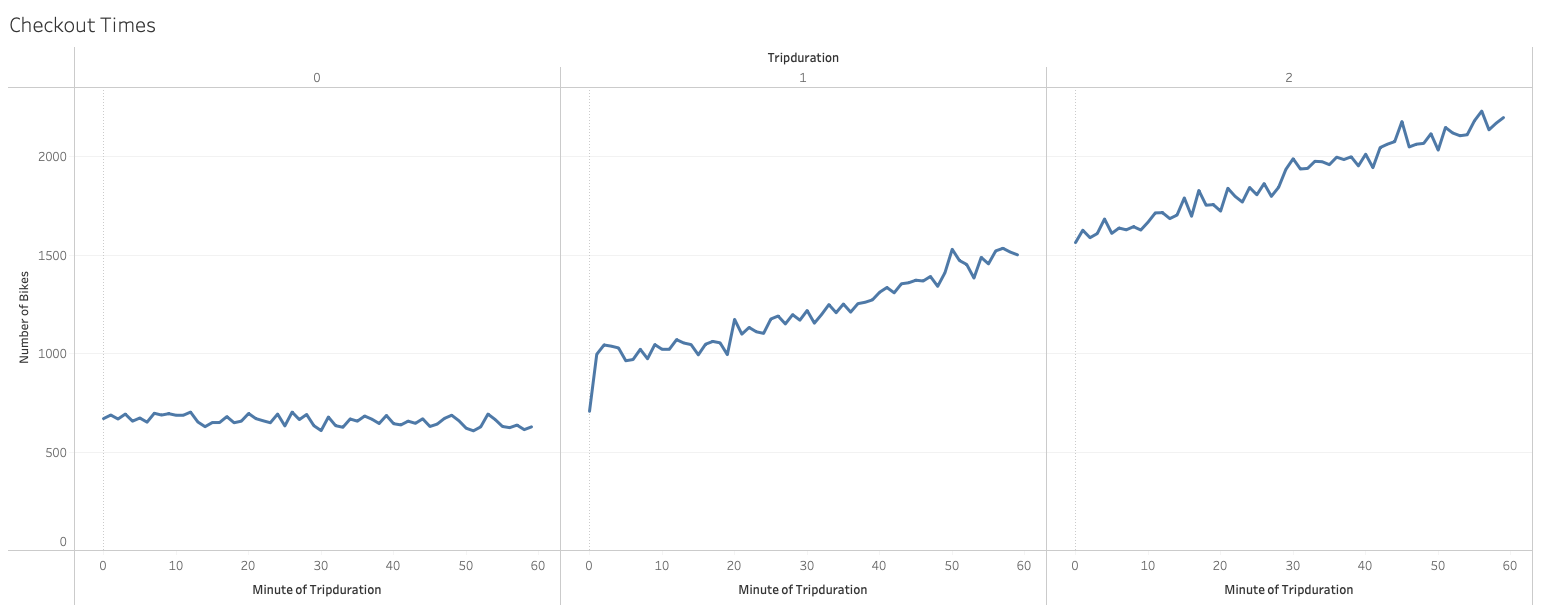 Checkout Times
Tripduration
0 1 2
Number of Bikes
2000
1500
1000
500
0
0 10 20 30 40 50 60 0 10 20 30 40 50 60 0 10 20 30 40 50 60
Minute of Tripduration Minute of Tripduration Minute of Tripduration